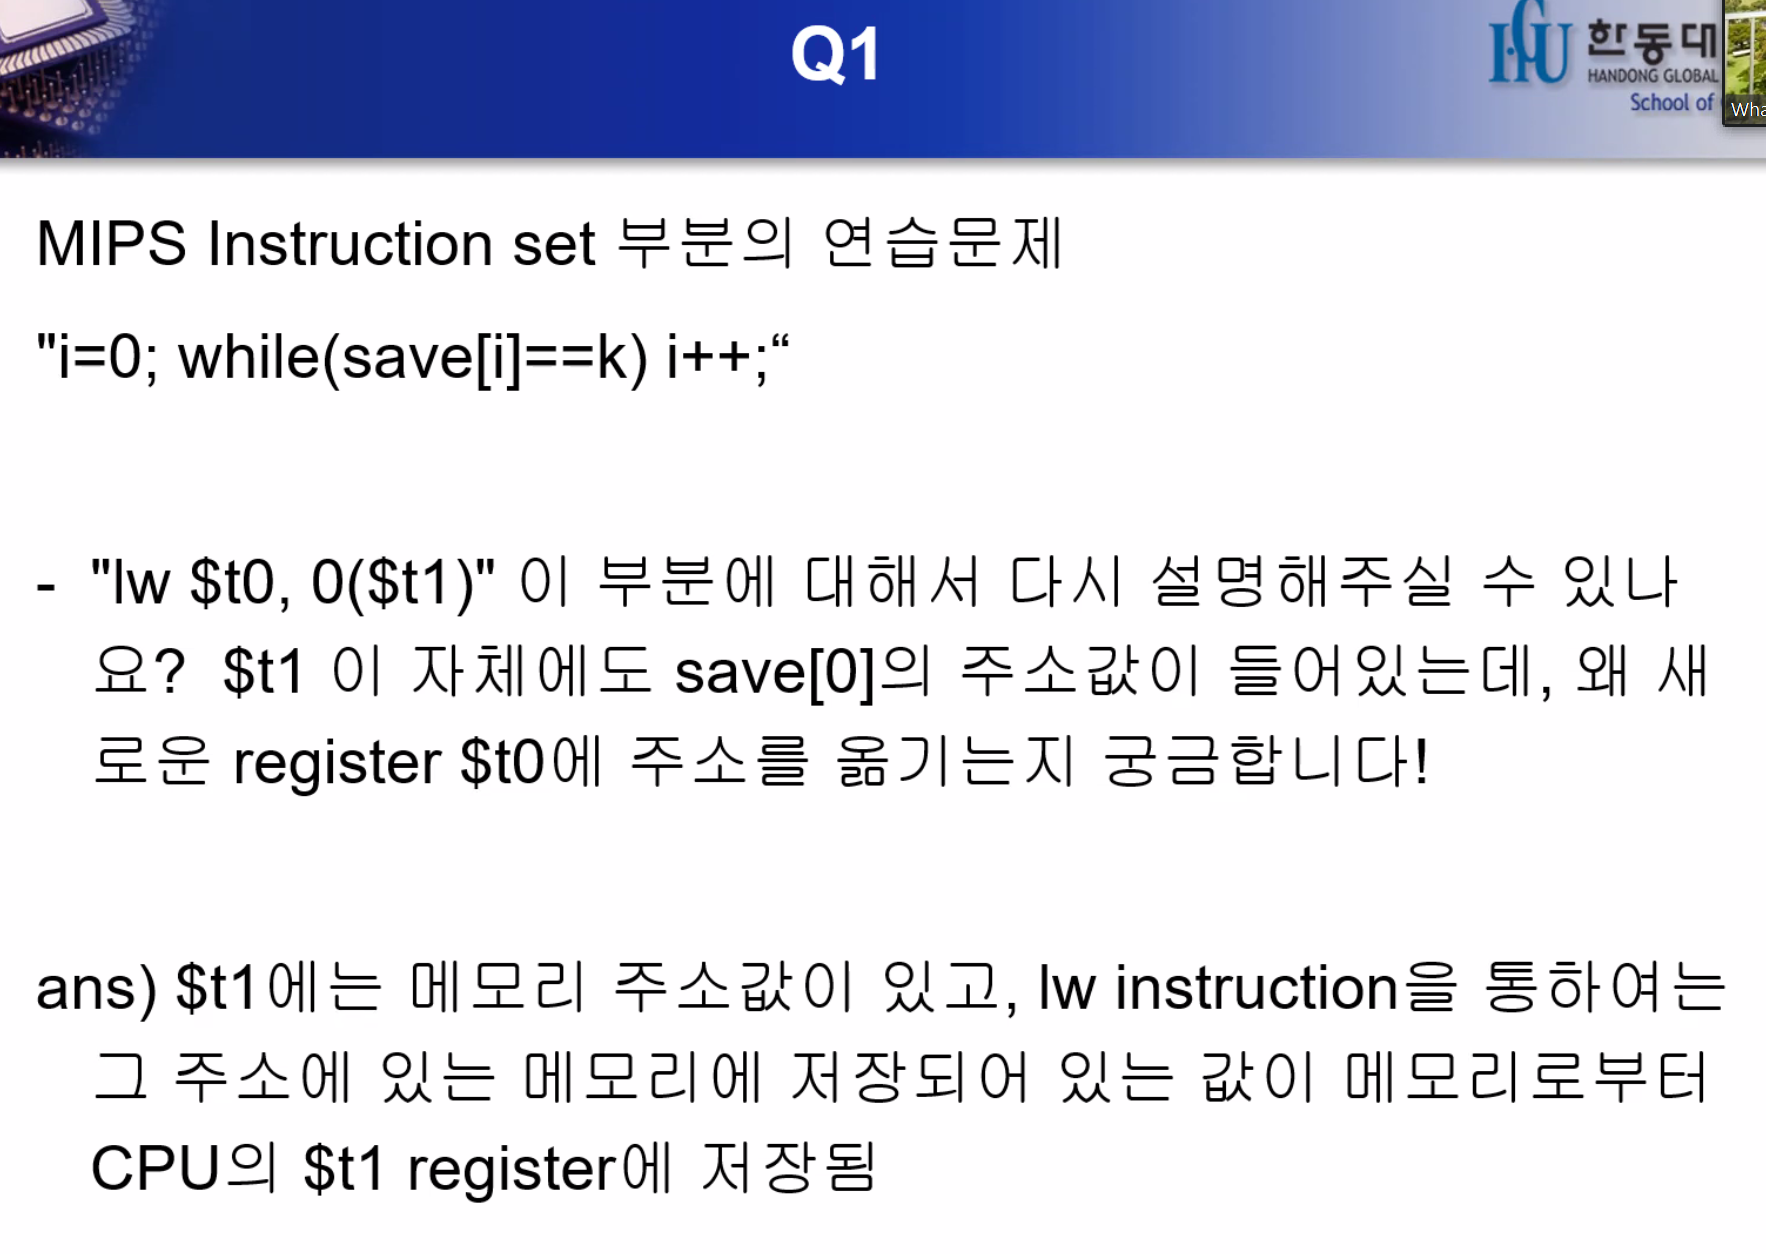 Q1
한동대
HANDONG GLOBAL
School of
MIPS Instruction set 부분의 연습문제
"i=0; while(save[i]==k) i++;“
- "lw $t0, 0($t1)" 이 부분에 대해서 다시 설명해주실 수 있나
요? $t1 이 자체에도 save[0]의 주소값이 들어있는데, 왜 새
로운 register $t0에 주소를 옮기는지 궁금합니다!
ans) $t1에는 메모리 주소값이 있고, lw instruction을 통하여는
그 주소에 있는 메모리에 저장되어 있는 값이 메모리로부터
CPU의 $t1 register에 저장됨